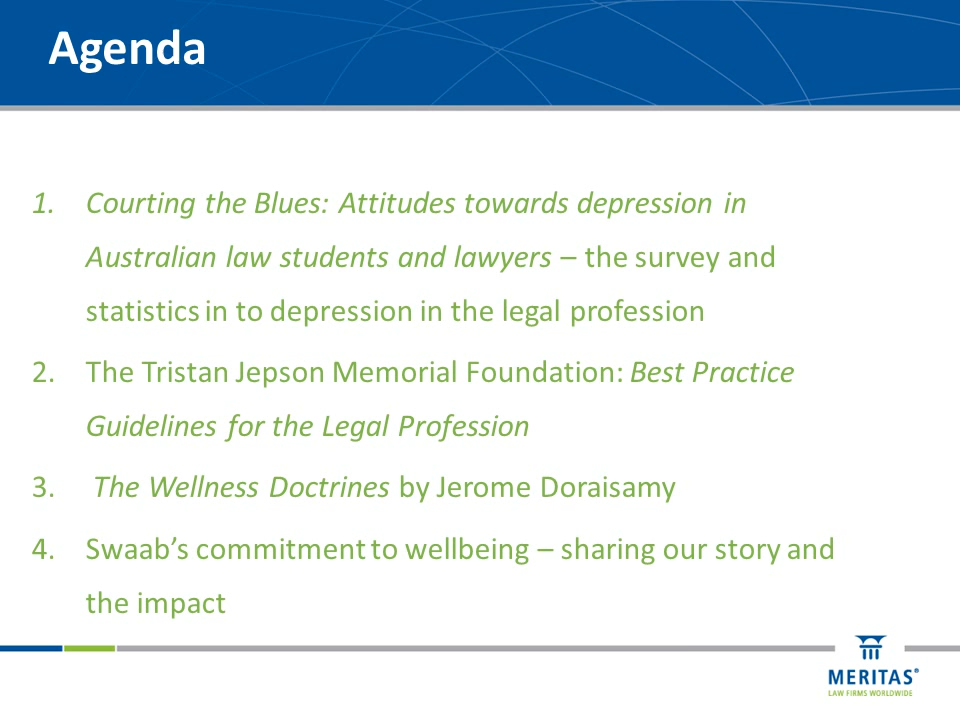 Agenda
1. Courting the Blues: Attitudes towards depression in
Australian law students and lawyers – the survey and
statistics in to depression in the legal profession
2. The Tristan Jepson Memorial Foundation: Best Practice
Guidelines for the Legal Profession
3. The Wellness Doctrines by Jerome Doraisamy
4. Swaab’s commitment to wellbeing – sharing our story and
the impact
MERITAS®
LAW FIRMS WORLDWIDE